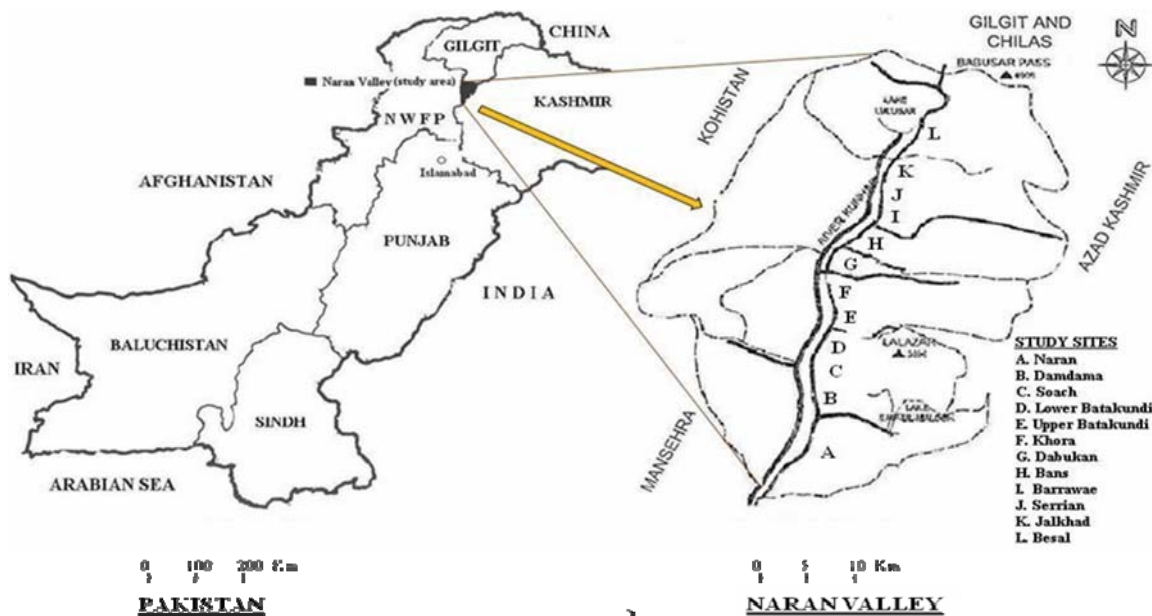 CHINA
GILGIT
Naran Valley (study area)
KASHMIR
NWFP
Islamabad
AFGHANISTAN
PUNJAB
INDIA
BALUCHISTAN
IRAN
SINDH
ARABIAN SEA
0 100 200 Km
PAKISTAN
GILGIT AND
CHILAS
BABUSAR PASS
N
KOHISTAN
LAKE
L
K
J
I
RIVER KUNHAR
H
G
F
E
D
C
B
A
LALAZAR
LAKE
AZAD KASHMIR
MANSEHRA
STUDY SITES
A. Naran
B. Damdama
C. Soach
D. Lower Batakundi
E. Upper Batakundi
F. Khora
G. Dabukan
H. Bans
I. Barrawae
J. Serrian
K. Jalkhad
L. Besal
0 5 10 Km
NARAN VALLEY